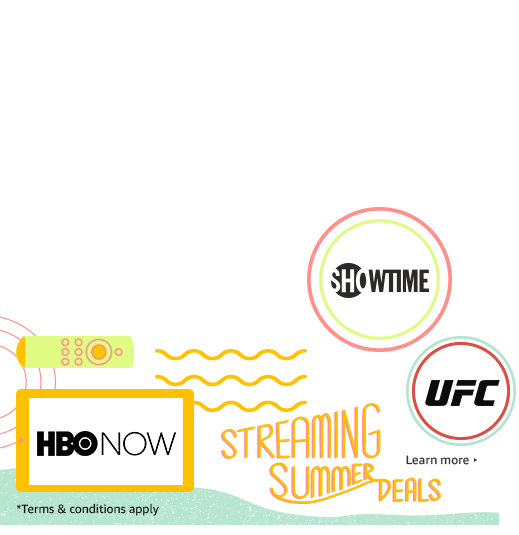 SHOWTIME
UFC
HBO NOW
STREAMING
SUMMER
DEALS
Learn more ▸
*Terms & conditions apply